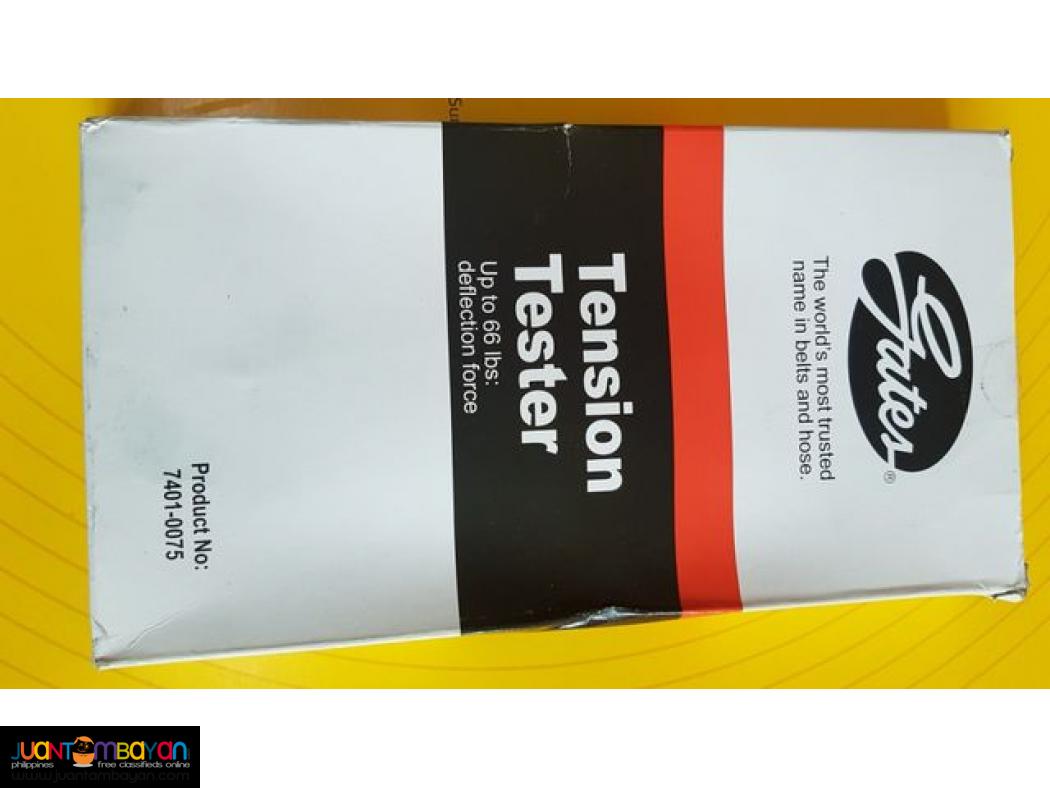 Gates®
The world's most trusted
name in belts and hose.
Tension
Tester
Up to 66 lbs:
deflection force
Product No:
7401-0075
Su
JUANTAMBAYAN
philippines free classifieds online
www.juantambayan.com